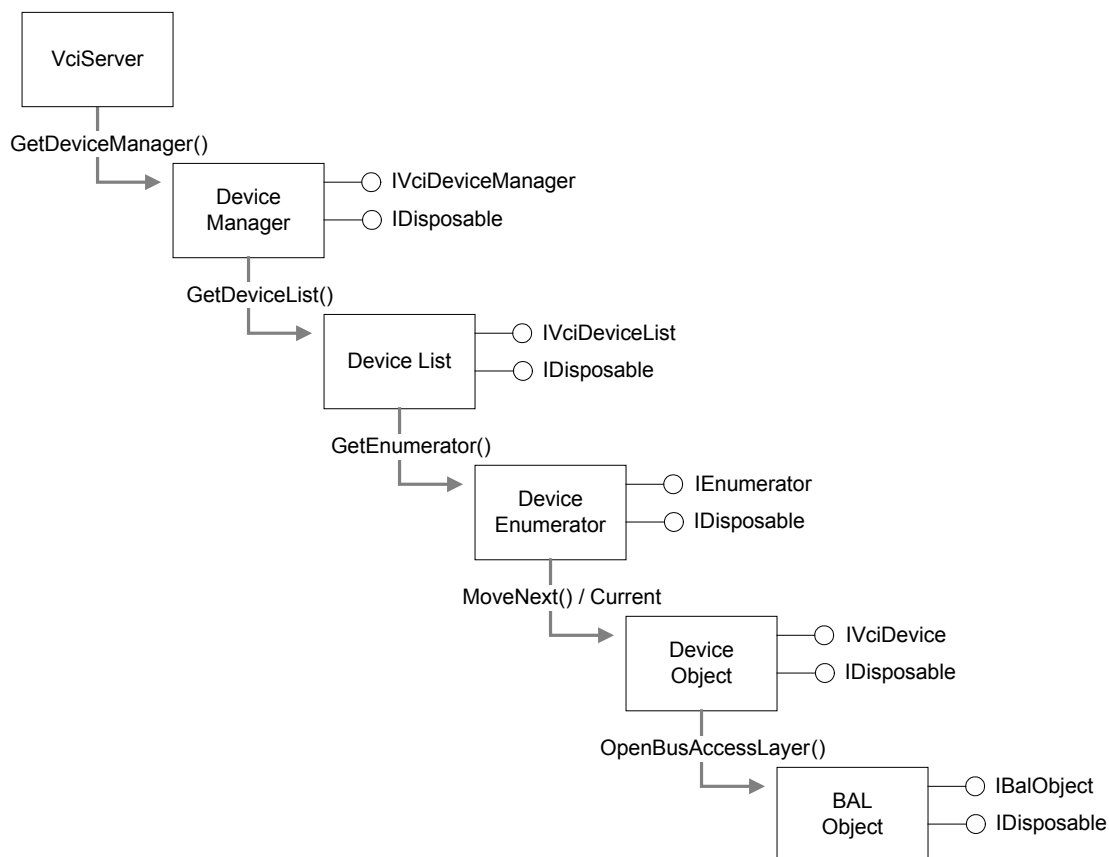 VciServer
GetDeviceManager()
Device
Manager
IVciDeviceManager
IDisposable
GetDeviceList()
Device List
IVciDeviceList
IDisposable
GetEnumerator()
Device
Enumerator
IEnumerator
IDisposable
MoveNext() / Current
Device
Object
IVciDevice
IDisposable
OpenBusAccessLayer()
BAL
Object
IBalObject
IDisposable